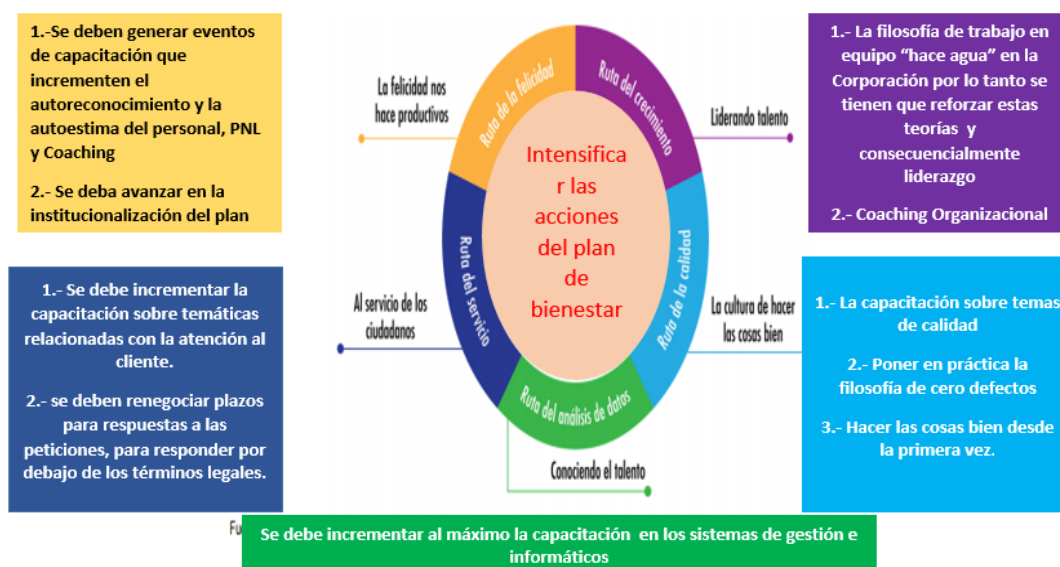 1.-Se deben generar eventos
de capacitación que
incrementen el
autoreconocimiento y la
autoestima del personal, PNL
y Coaching
2.- Se deba avanzar en la
institucionalización del plan
La felicidad nos
hace productivos
Ruta de la felicidad
Ruta del crecimiento
Liderando talento
1.- La filosofía de trabajo en
equipo “hace agua” en la
Corporación por lo tanto se
tienen que reforzar estas
teorías y
consecuencialmente
liderazgo
2.- Coaching Organizacional
Intensifica
r las
acciones
del plan
de
bienestar
1.- Se debe incrementar la
capacitación sobre temáticas
relacionadas con la atención al
cliente.
2.- se deben renegociar plazos
para respuestas a las
peticiones, para responder por
debajo de los términos legales.
Al servicio de los
ciudadanos
Ruta del servicio
Ruta de la calidad
La cultura de hacer
las cosas bien
1.- La capacitación sobre temas
de calidad
2.- Poner en práctica la
filosofía de cero defectos
3.- Hacer las cosas bien desde
la primera vez.
Ruta del análisis de datos
Conociendo el talento
Se debe incrementar al máximo la capacitación en los sistemas de gestión e
informáticos